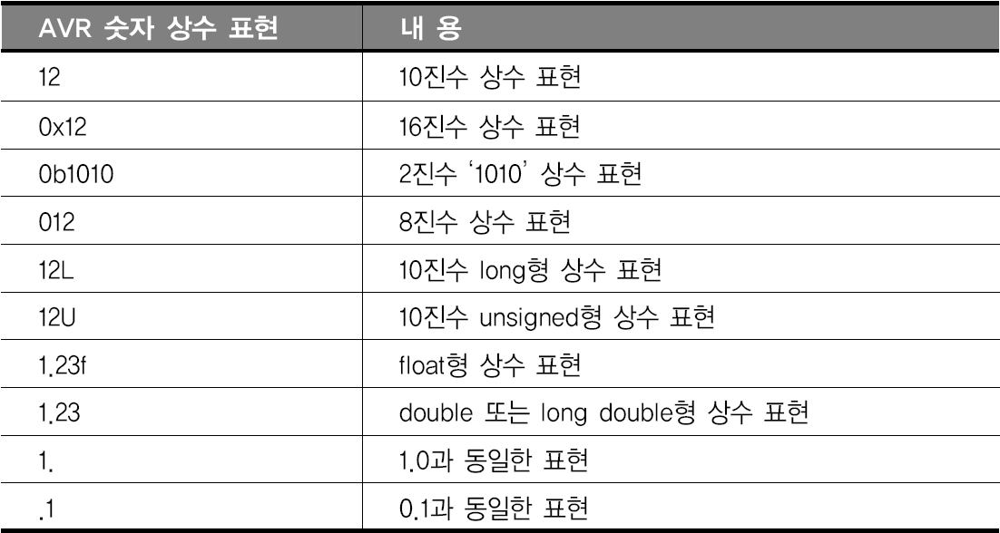 AVR 숫자 상수 표현 내 용
12 10진수 상수 표현
0x12 16진수 상수 표현
0b1010 2진수 ‘1010’ 상수 표현
012 8진수 상수 표현
12L 10진수 long형 상수 표현
12U 10진수 unsigned형 상수 표현
1.23f float형 상수 표현
1.23 double 또는 long double형 상수 표현
1. 1.0과 동일한 표현
.1 0.1과 동일한 표현